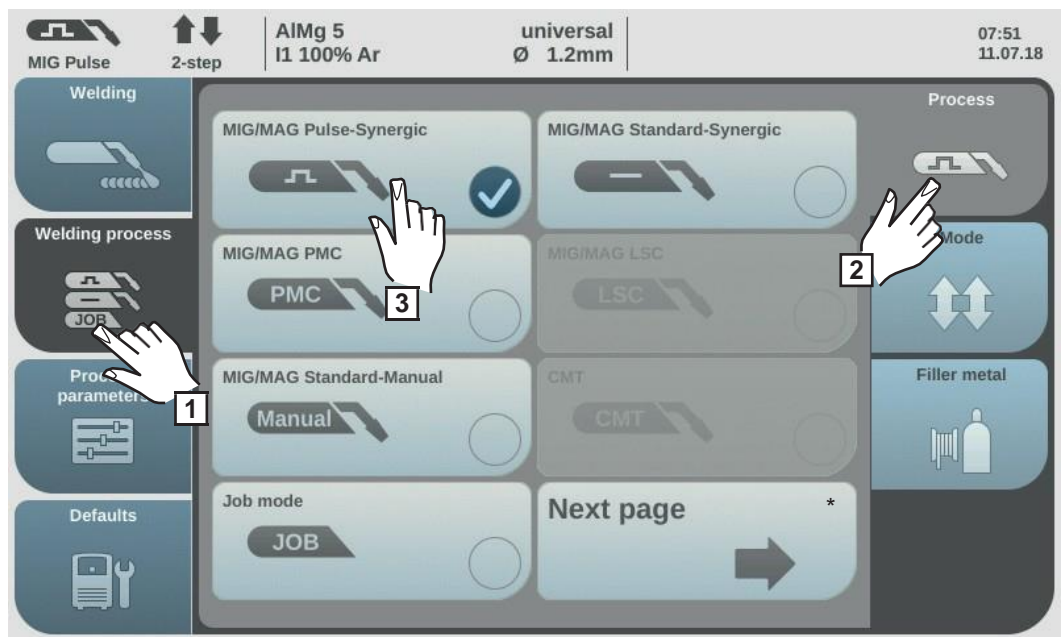 MIG Pulse
2-step
AlMg 5
I1 100% Ar
universal
Ø 1.2mm
07:51
11.07.18
Welding
Welding process
JOB
1
Defaults
MIG/MAG Pulse-Synergic
3
MIG/MAG Standard-Synergic
MIG/MAG PMC
PMC
MIG/MAG LSC
LSC
MIG/MAG Standard-Manual
Manual
CMT
CMT
Job mode
JOB
Next page *
Process
2
Mode
Filler metal